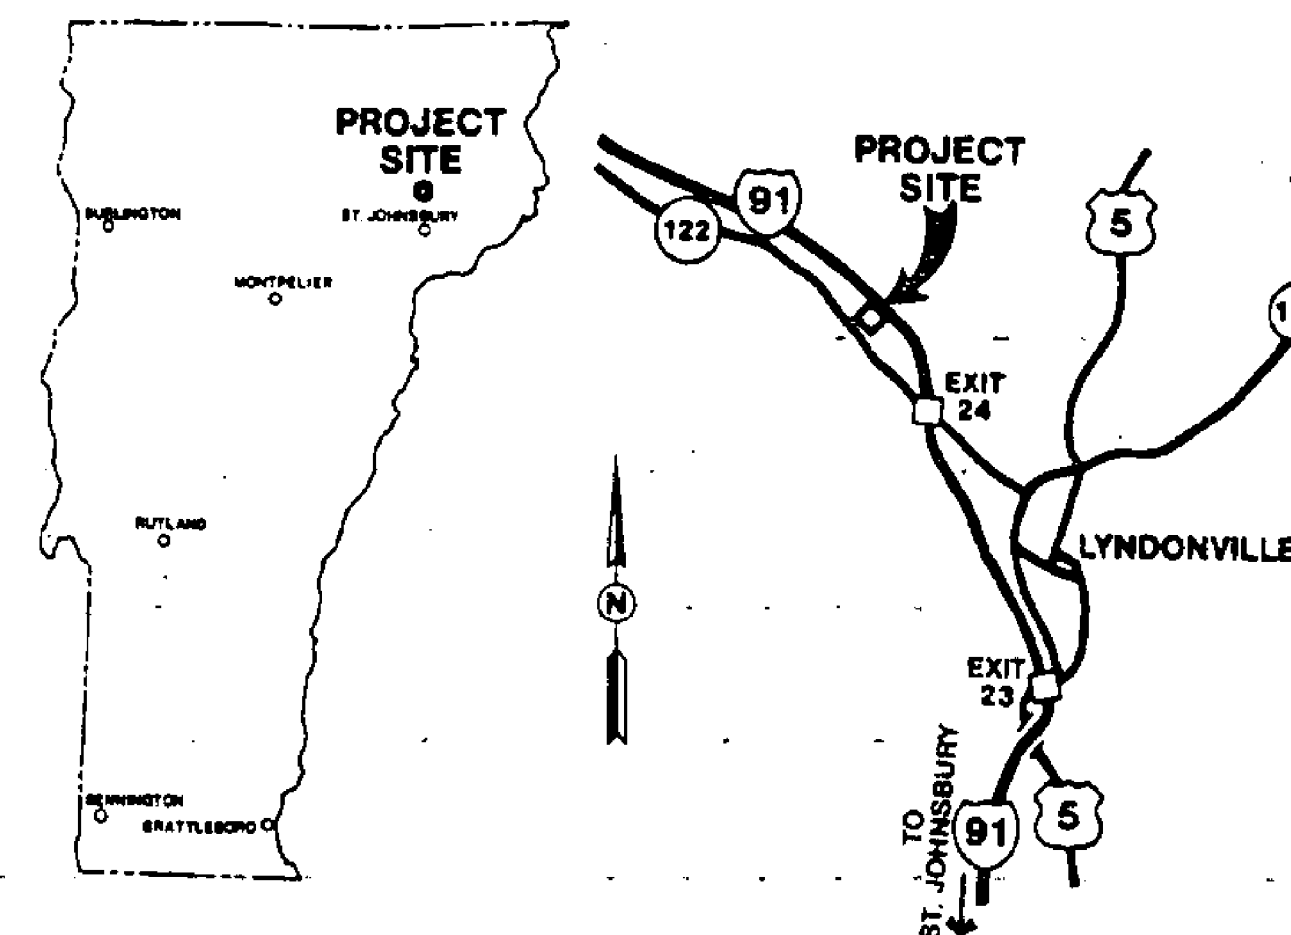 PROJECT
SITE
BURLINGTON
ST. JOHNSBURY
MONTPELIER
RUTLAND
BENNINGTON
BRATTLEBORO
N
PROJECT
SITE
91
122
5
1
EXIT
24
LYNDONVILLE
EXIT
23
TO
ST. JOHNSBURY
91
5